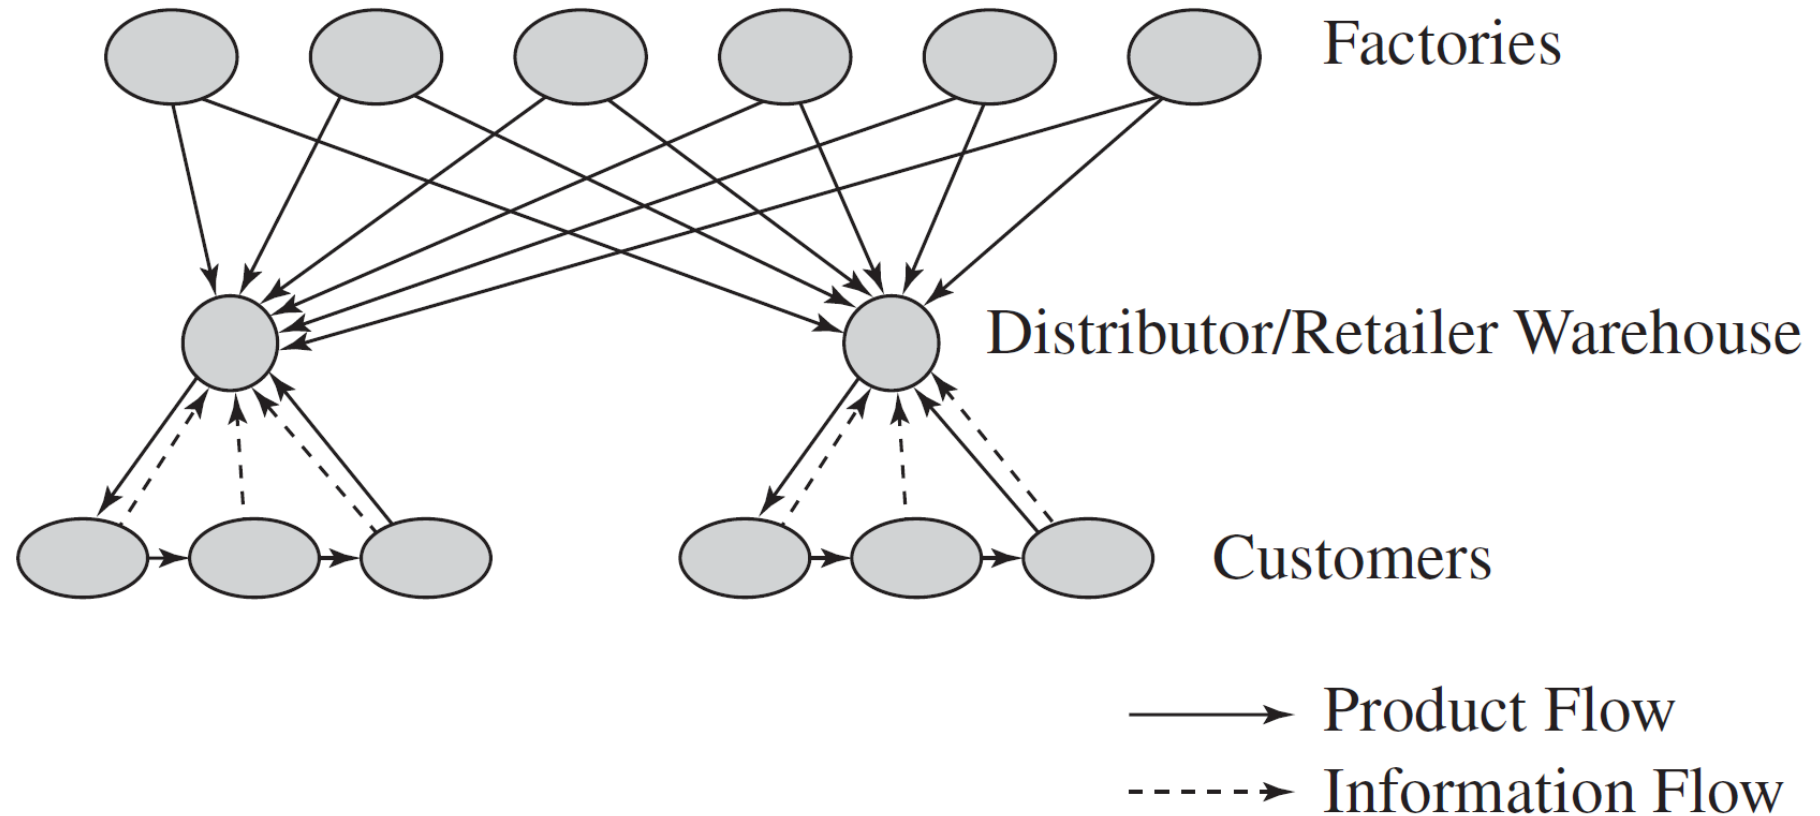 Factories
Distributor/Retailer Warehouse
Customers
Product Flow
Information Flow